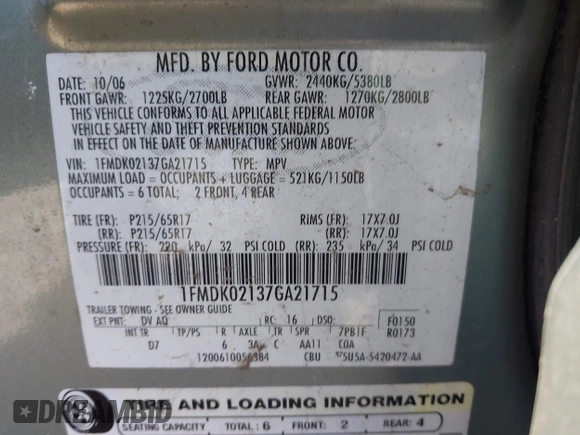 MFD. BY FORD MOTOR CO.
DATE: 10/06 GVWR: 2440KG/5380LB
FRONT GAWR: 1225KG/2700LB REAR GAWR: 1270KG/2800LB
THIS VEHICLE CONFORMS TO ALL APPLICABLE FEDERAL MOTOR
VEHICLE SAFETY AND THEFT PREVENTION STANDARDS
IN EFFECT ON THE DATE OF MANUFACTURE SHOWN ABOVE.
VIN: 1FMDK02137GA21715 TYPE: MPV
MAXIMUM LOAD = OCCUPANTS + LUGGAGE = 521KG/1150LB
OCCUPANTS = 6 TOTAL; 2 FRONT, 4 REAR
TIRE (FR): P215/65R17 RIMS (FR): 17X7.0J
(RR): P215/65R17 (RR): 17X7.0J
PRESSURE (FR): 220 kPa/ 32 PSI COLD (RR): 235 kPa/ 34 PSI COLD
1FMDK02137GA21715
TRAILER TOWING - SEE OWNER GUIDE
EXT PNT: DV AQ RC: 16 DSO: F0150
INT TR TP/PS R AXLE TR SPR 7PB1F R0173
D7 6 3A C AA11 C0A
1200610056384 CBU 5U5A-5420472-AA
TIRE AND LOADING INFORMATION
SEATING CAPACITY TOTAL: 6 FRONT: 2 REAR: 4
DREAMBID